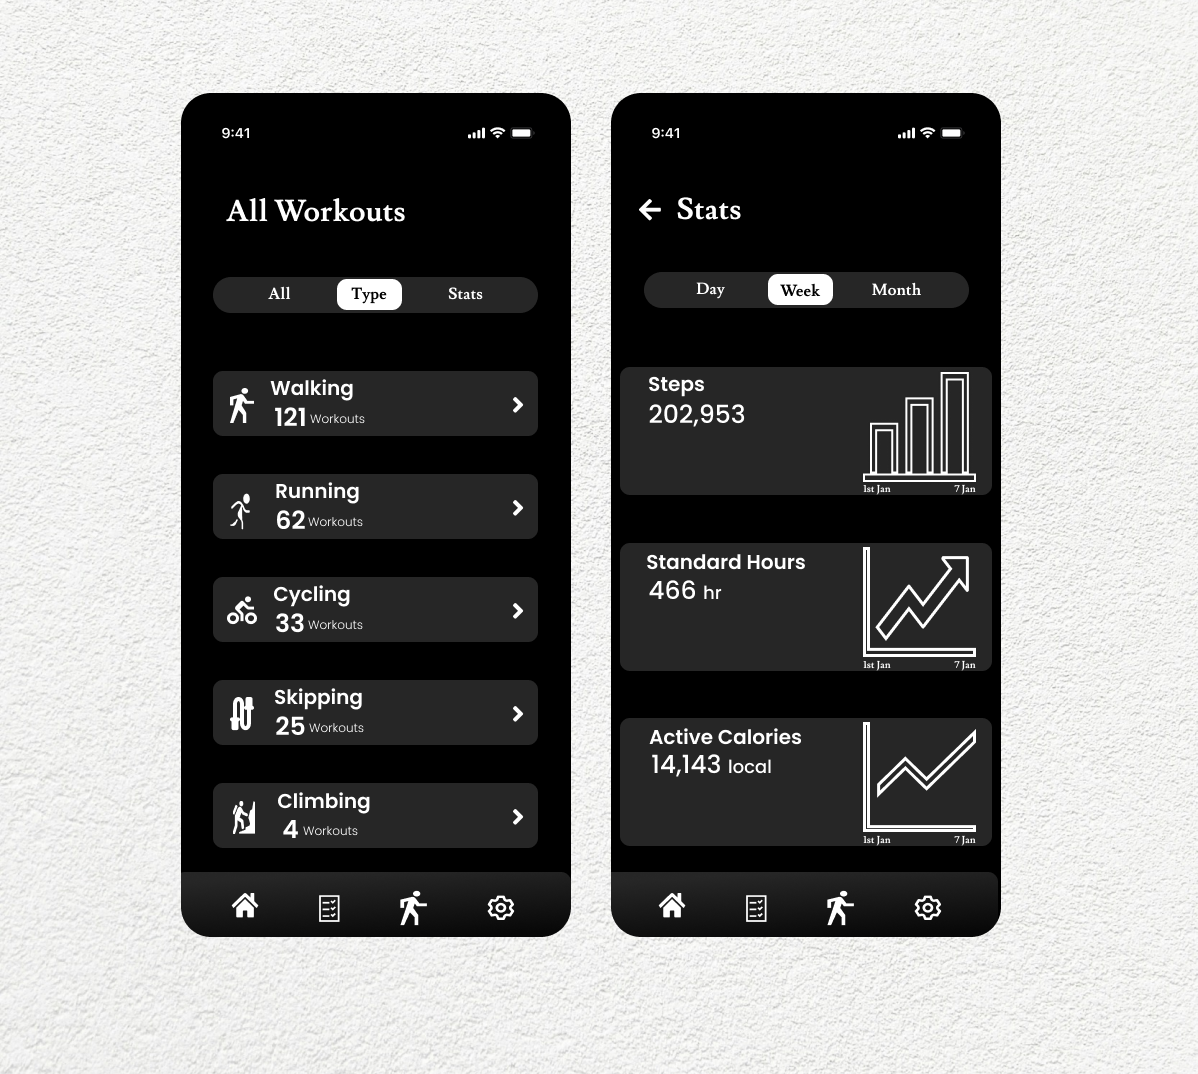 9:41
All Workouts
All Type Stats
Walking
121 Workouts
Running
62 Workouts
Cycling
33 Workouts
Skipping
25 Workouts
Climbing
4 Workouts
9:41
Stats
Day Week Month
Steps
202,953
1st Jan 7 Jan
Standard Hours
466 hr
1st Jan 7 Jan
Active Calories
14,143 local
1st Jan 7 Jan